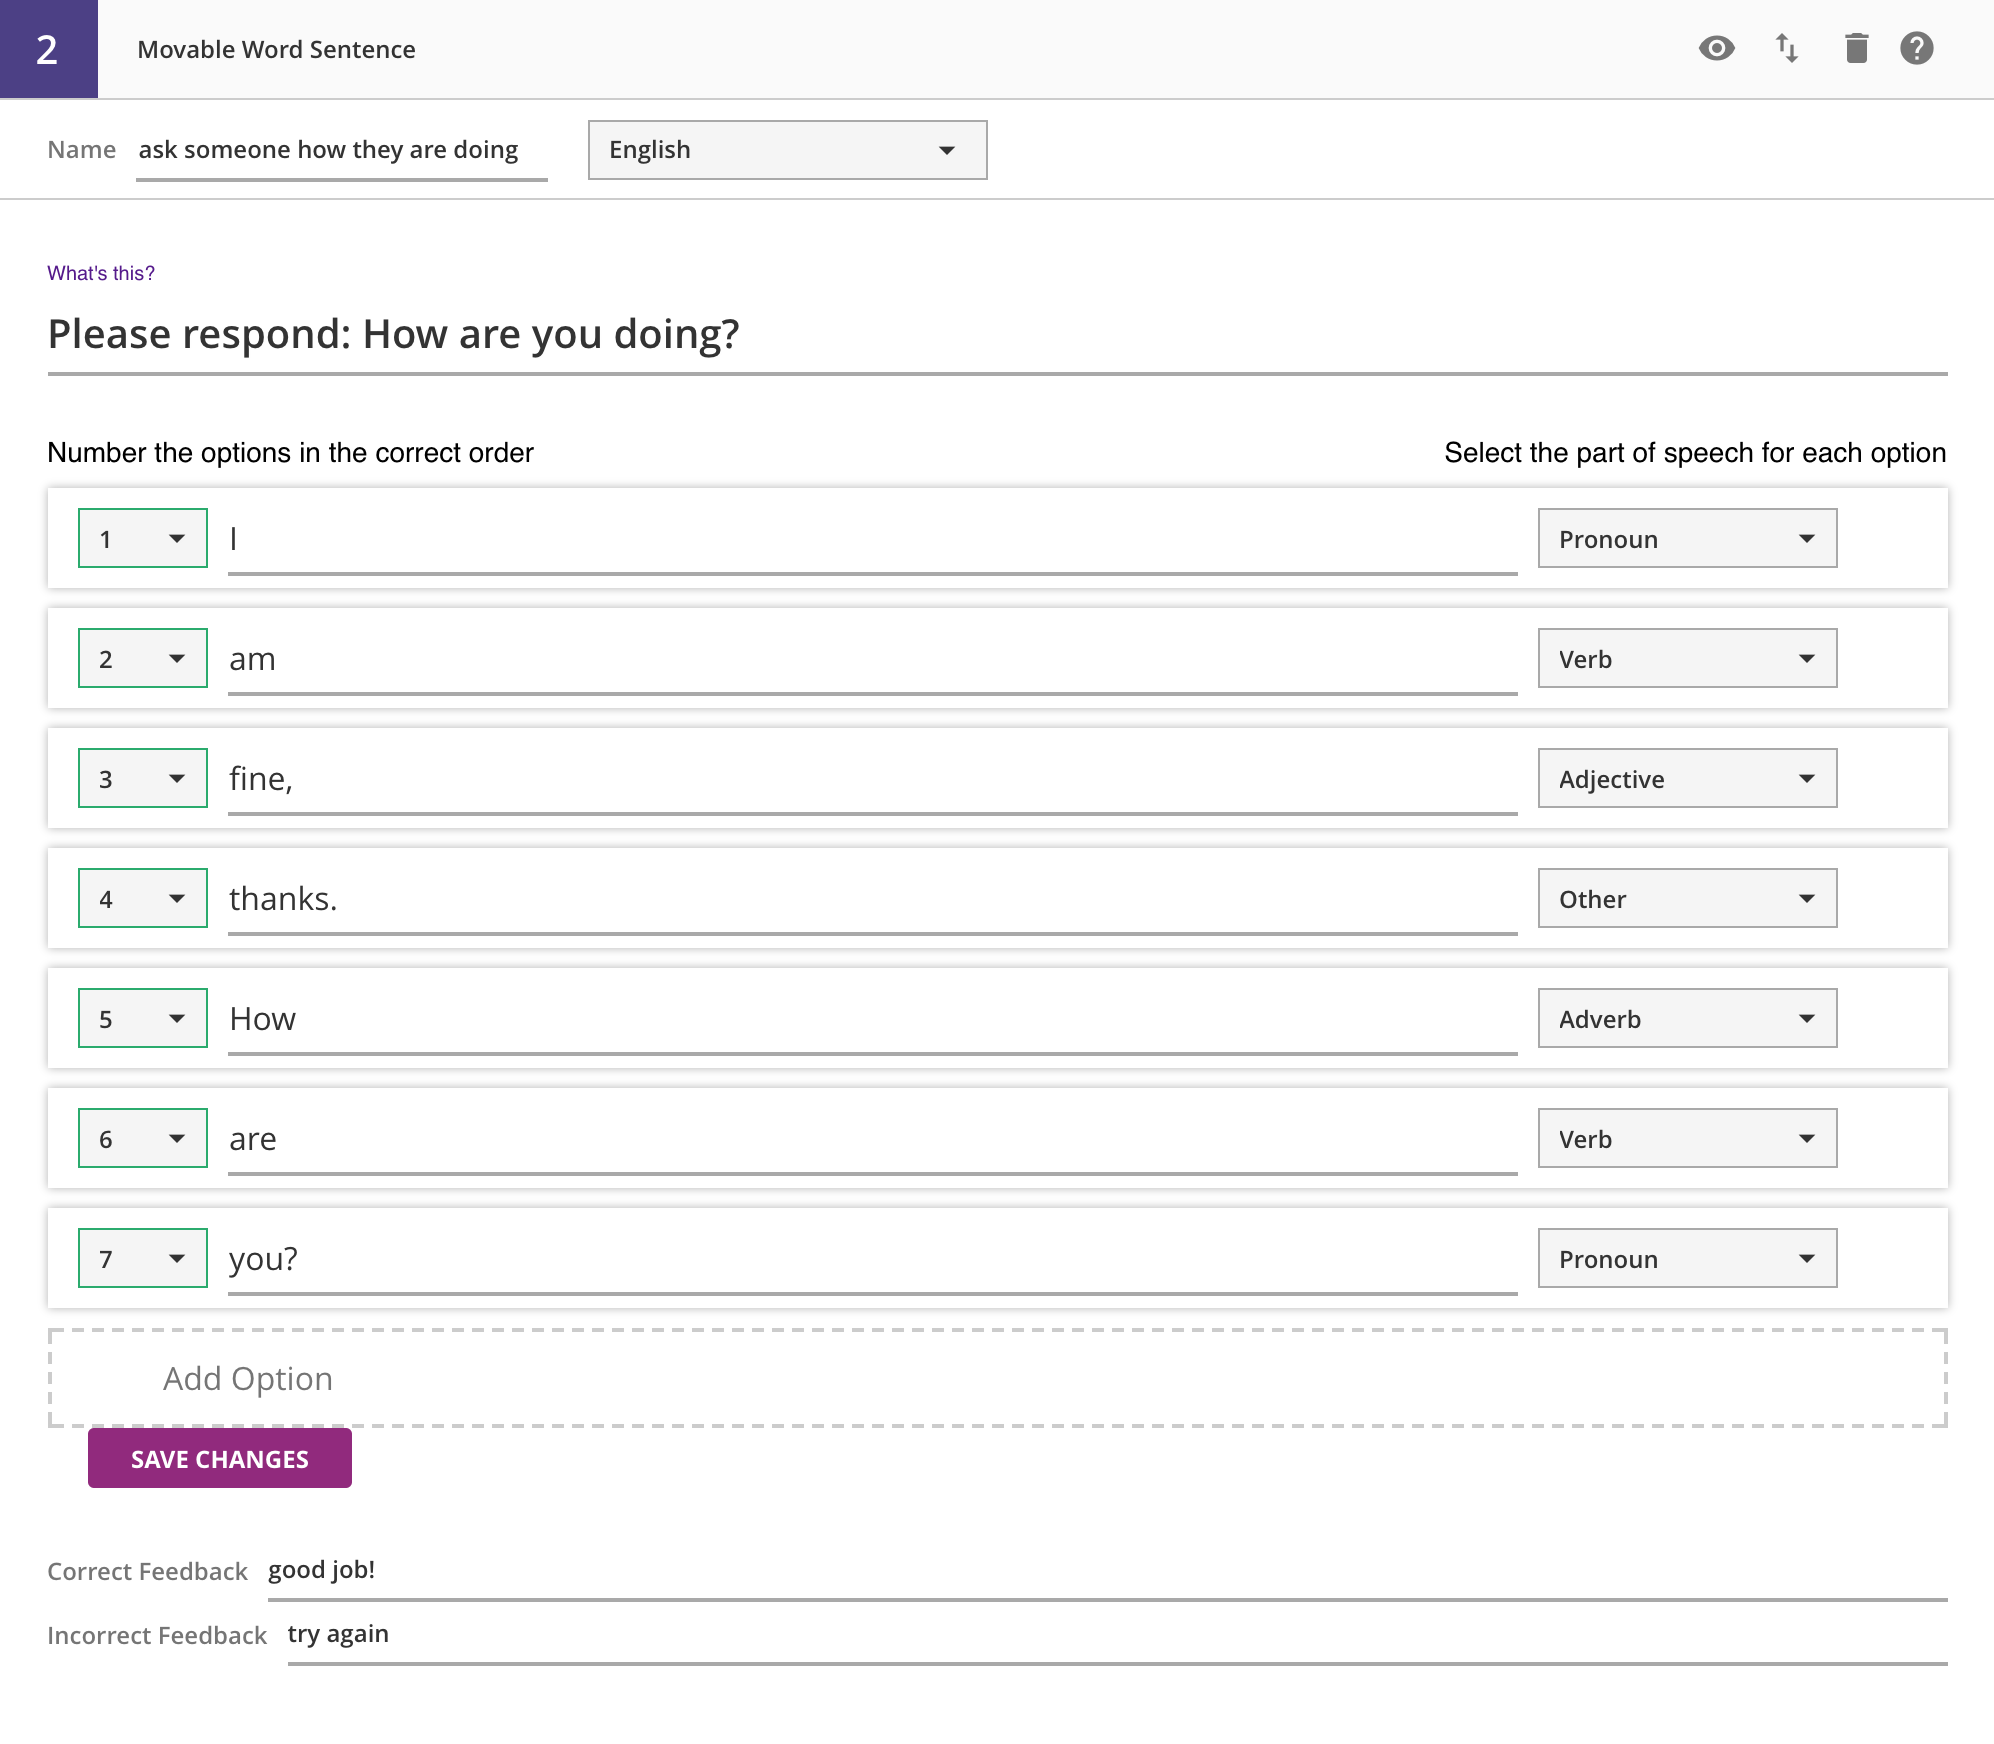 2 Movable Word Sentence
Name ask someone how they are doing English
What's this?
Please respond: How are you doing?
Number the options in the correct order Select the part of speech for each option
1 I Pronoun
2 am Verb
3 fine, Adjective
4 thanks. Other
5 How Adverb
6 are Verb
7 you? Pronoun
Add Option
SAVE CHANGES
Correct Feedback good job!
Incorrect Feedback try again